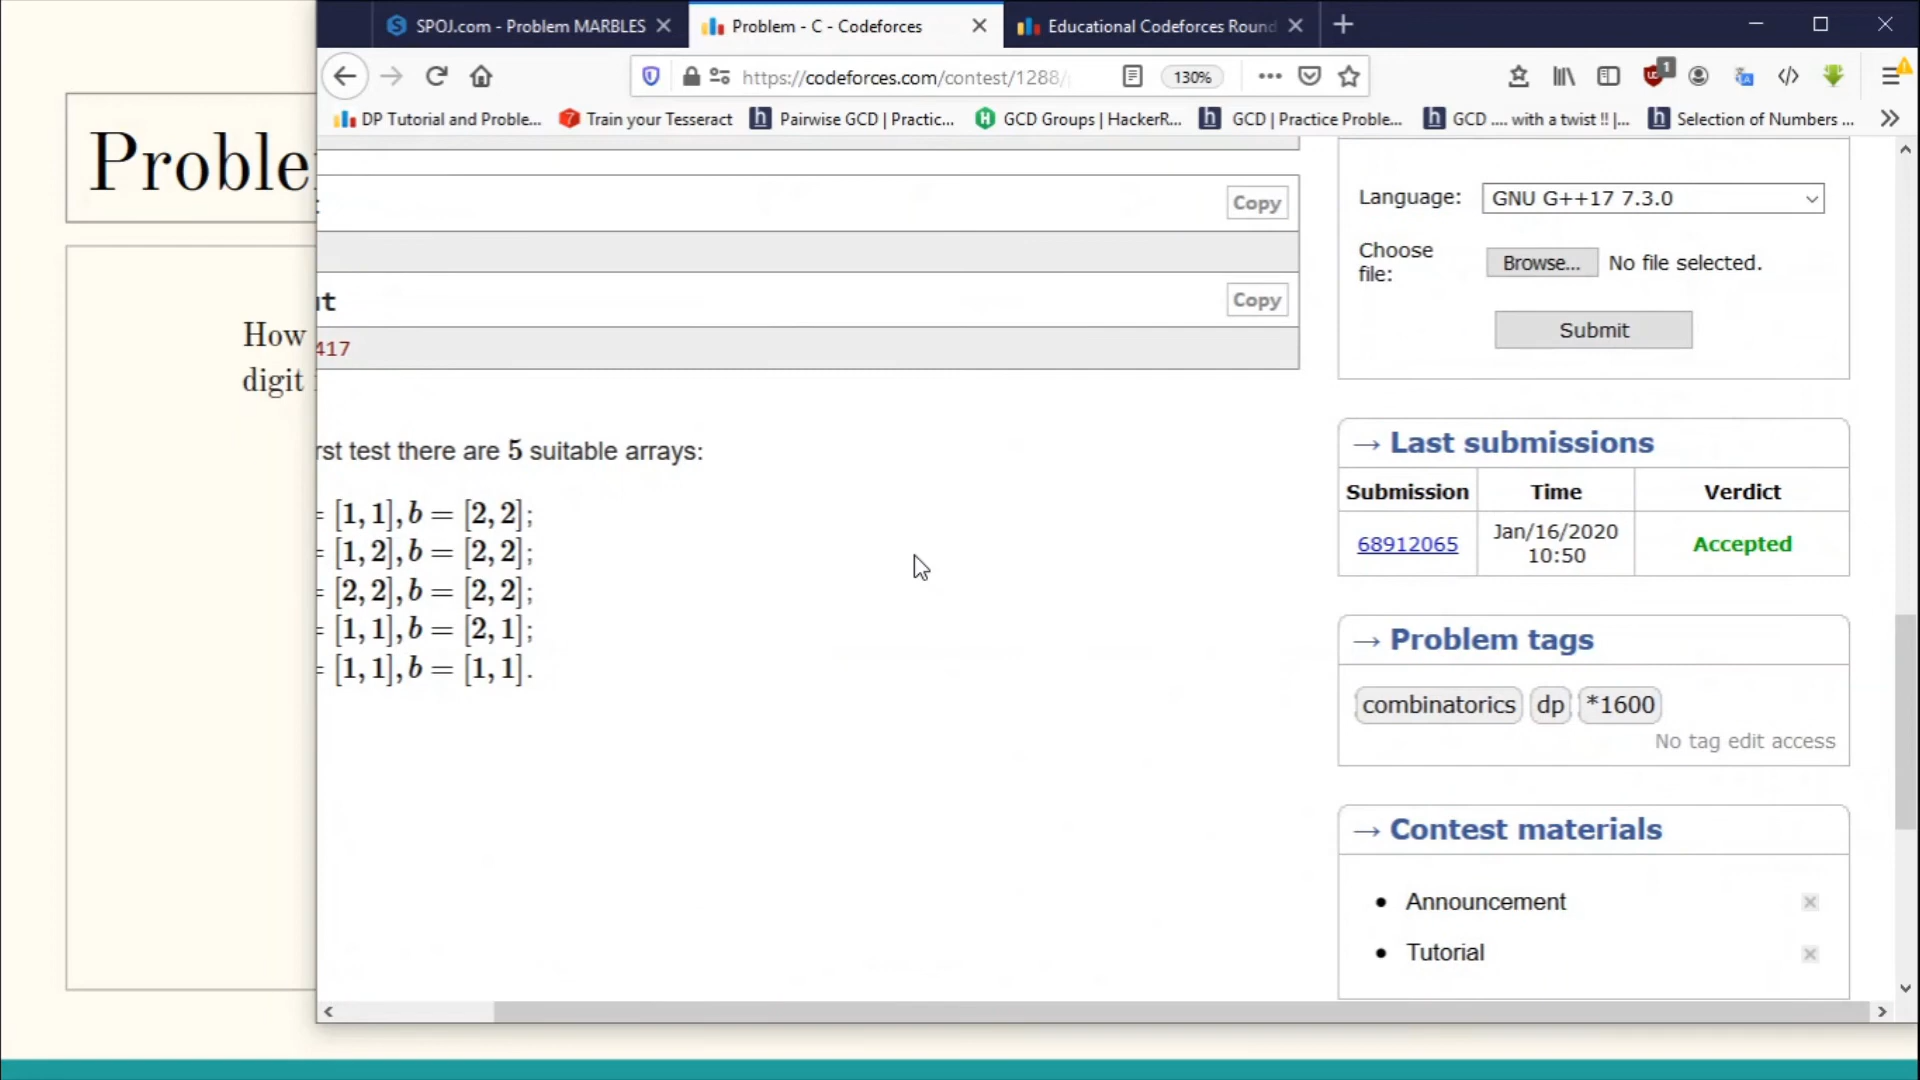 SPOJ.com - Problem MARBLES
Problem - C - Codeforces
Educational Codeforces Round
https://codeforces.com/contest/1288/
130%
1
DP Tutorial and Proble...
Train your Tesseract
Pairwise GCD | Practic...
GCD Groups | HackerR...
GCD | Practice Proble...
GCD .... with a twist !! |...
Selection of Numbers ...
Proble
How
digit
:
Copy
ut
Copy
417
rst test there are 5 suitable arrays:
= [1, 1], b = [2, 2];
= [1, 2], b = [2, 2];
= [2, 2], b = [2, 2];
= [1, 1], b = [2, 1];
= [1, 1], b = [1, 1].
Language: GNU G++17 7.3.0
Choose
file:
Browse... No file selected.
Submit
→ Last submissions
Submission Time Verdict
68912065 Jan/16/2020
10:50
Accepted
→ Problem tags
combinatorics dp *1600
No tag edit access
→ Contest materials
● Announcement
● Tutorial